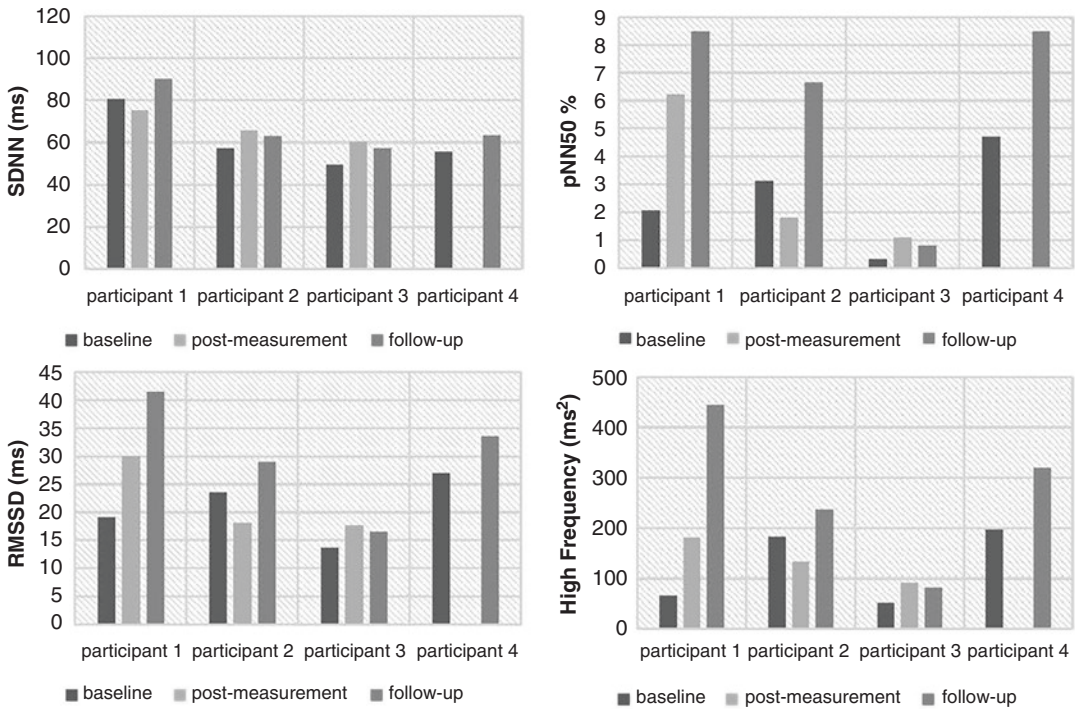 SDNN (ms)
120
100
80
60
40
20
0
participant 1 participant 2 participant 3 participant 4
baseline post-measurement follow-up
pNN50 %
9
8
7
6
5
4
3
2
1
0
participant 1 participant 2 participant 3 participant 4
baseline post-measurement follow-up
RMSSD (ms)
45
40
35
30
25
20
15
10
5
0
participant 1 participant 2 participant 3 participant 4
baseline post-measurement follow-up
High Frequency (ms²)
500
400
300
200
100
0
participant 1 participant 2 participant 3 participant 4
baseline post-measurement follow-up